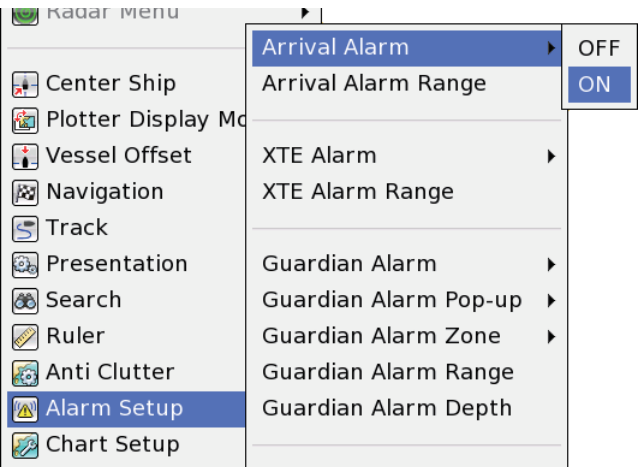 Radar Menu
Center Ship
Plotter Display Mo
Vessel Offset
Navigation
Track
Presentation
Search
Ruler
Anti Clutter
Alarm Setup
Chart Setup
Arrival Alarm
Arrival Alarm Range
XTE Alarm
XTE Alarm Range
Guardian Alarm
Guardian Alarm Pop-up
Guardian Alarm Zone
Guardian Alarm Range
Guardian Alarm Depth
OFF
ON